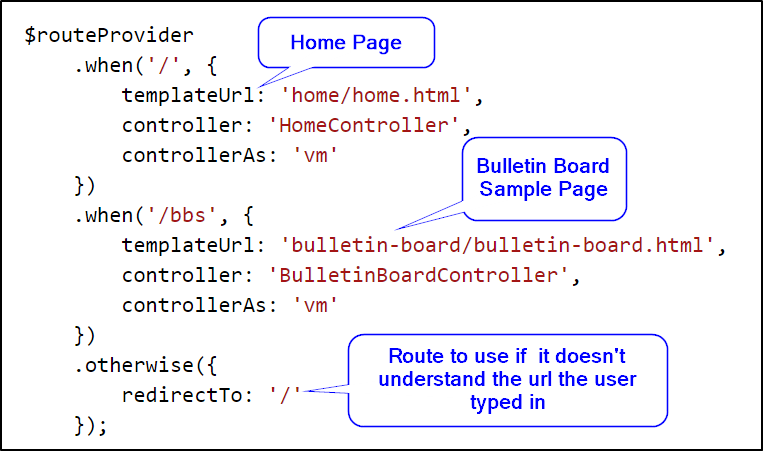 $routeProvider
Home Page
.when('/', {
templateUrl: 'home/home.html',
controller: 'HomeController',
controllerAs: 'vm'
})
Bulletin Board
Sample Page
.when('/bbs', {
templateUrl: 'bulletin-board/bulletin-board.html',
controller: 'BulletinBoardController',
controllerAs: 'vm'
})
.otherwise({
redirectTo: '/'
});
Route to use if  it doesn't
understand the url the user
typed in